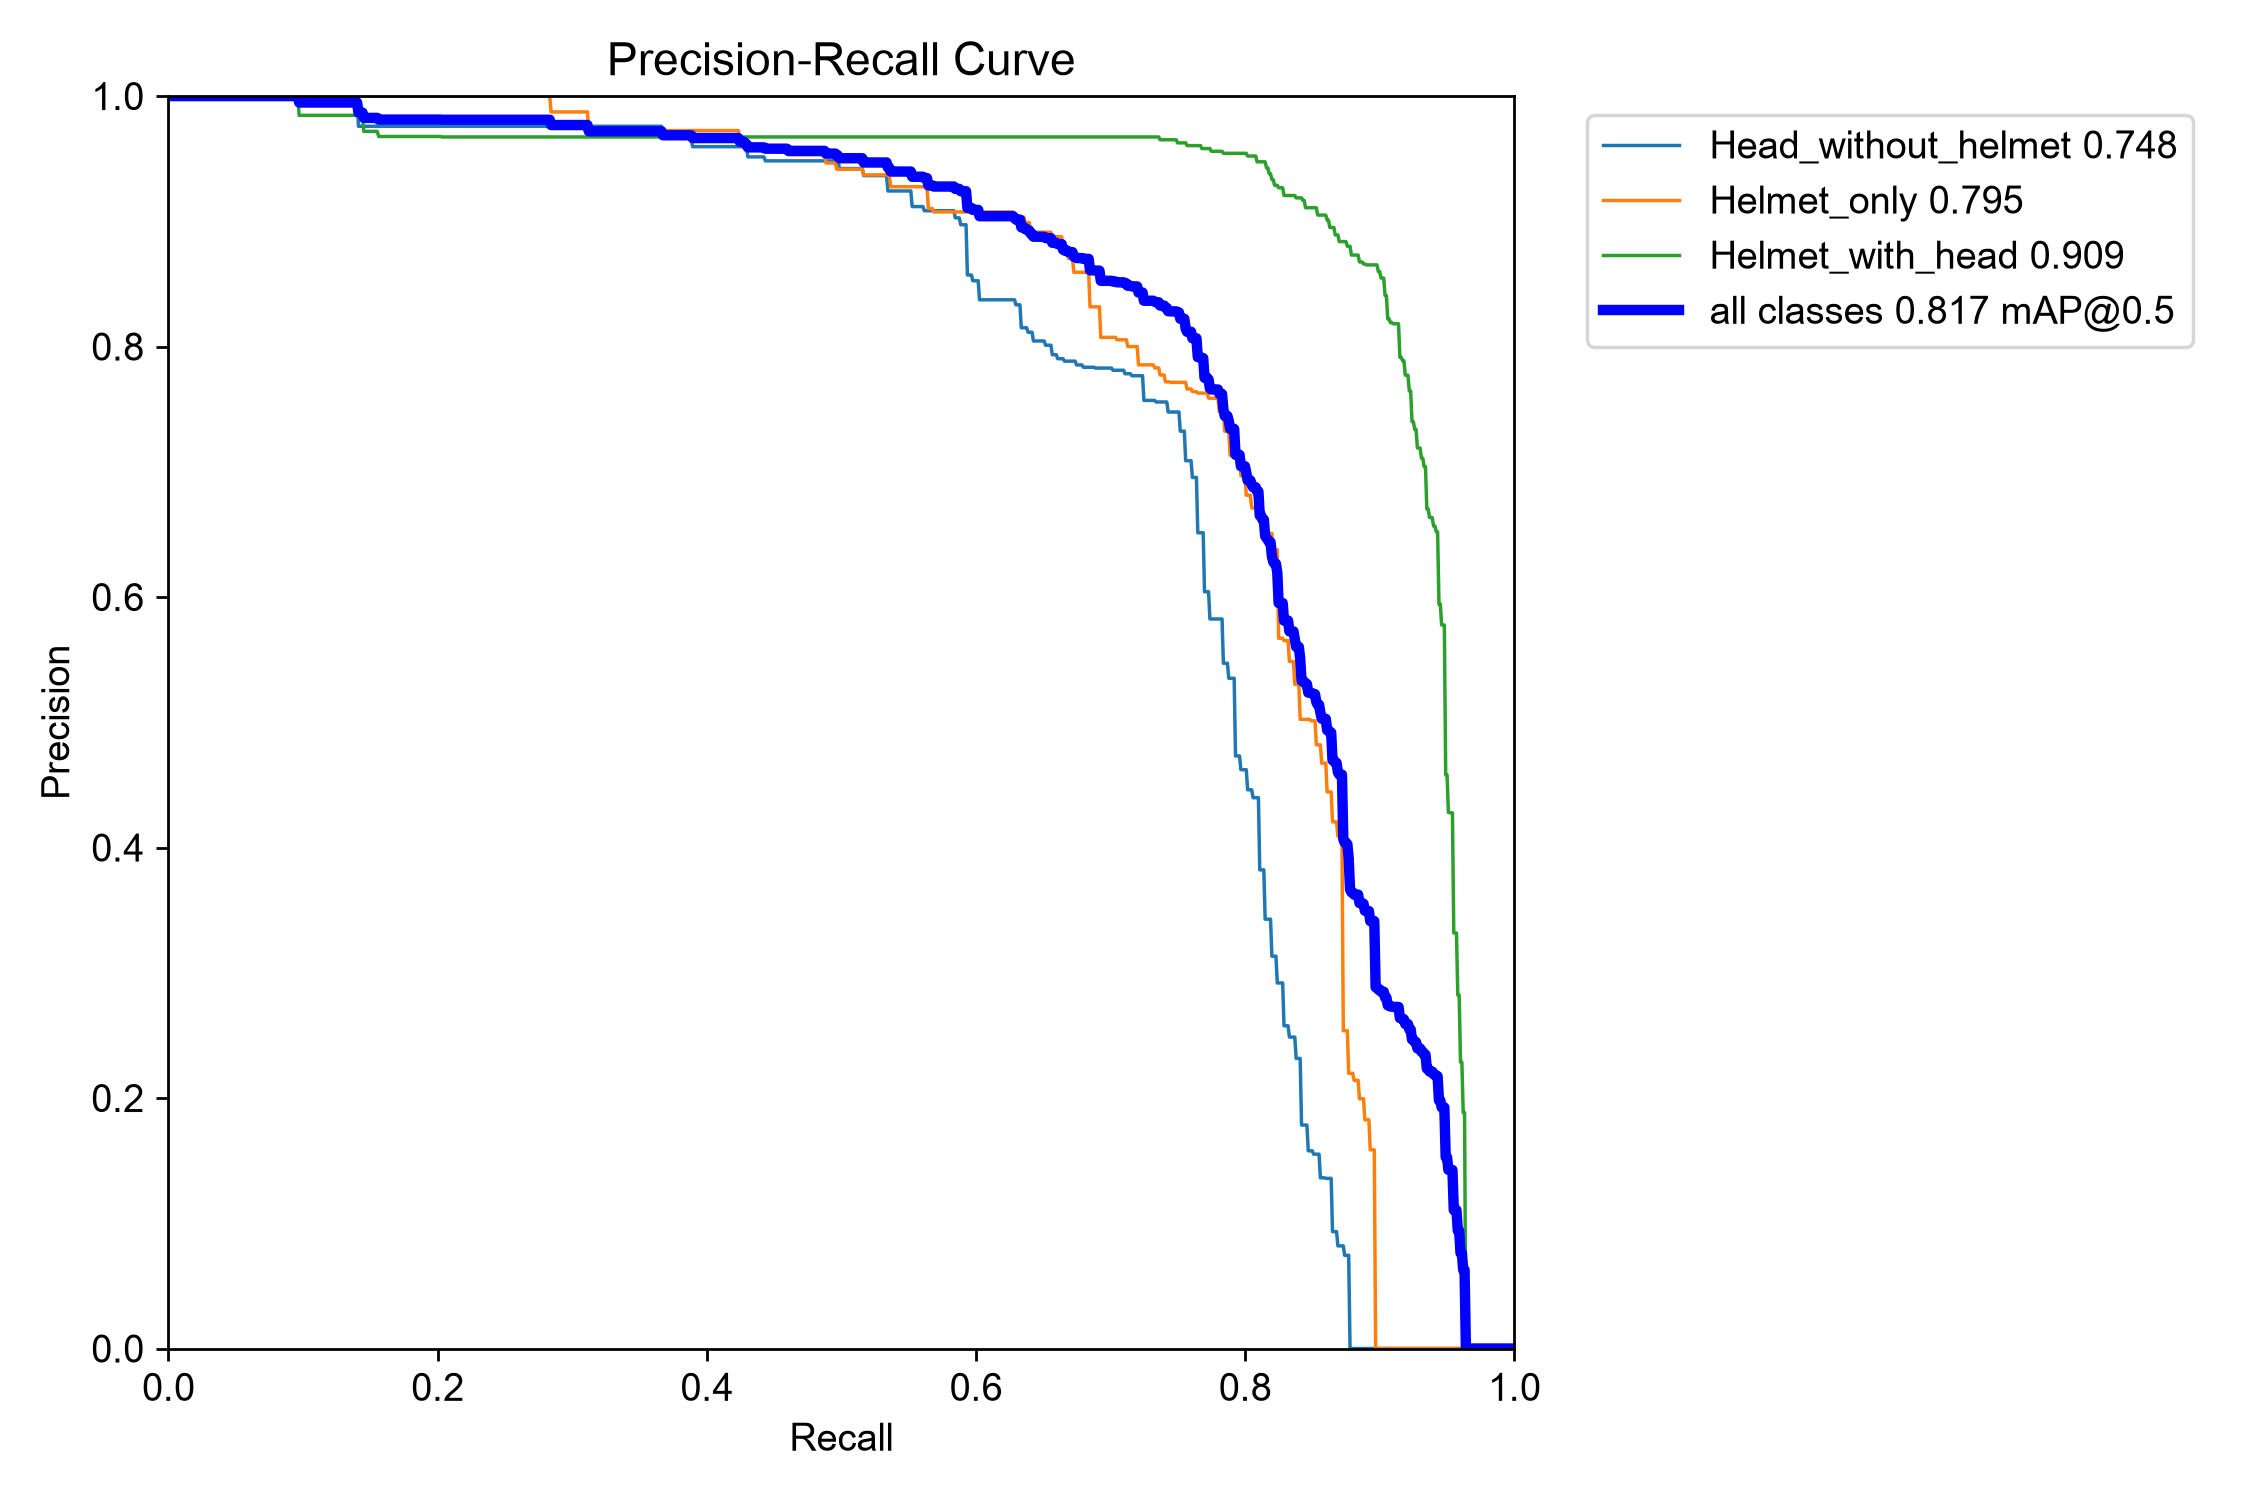 Precision-Recall Curve
1.0
0.8
0.6
0.4
0.2
0.0
Precision
0.0 0.2 0.4 0.6 0.8 1.0
Recall
Head_without_helmet 0.748
Helmet_only 0.795
Helmet_with_head 0.909
all classes 0.817 mAP@0.5